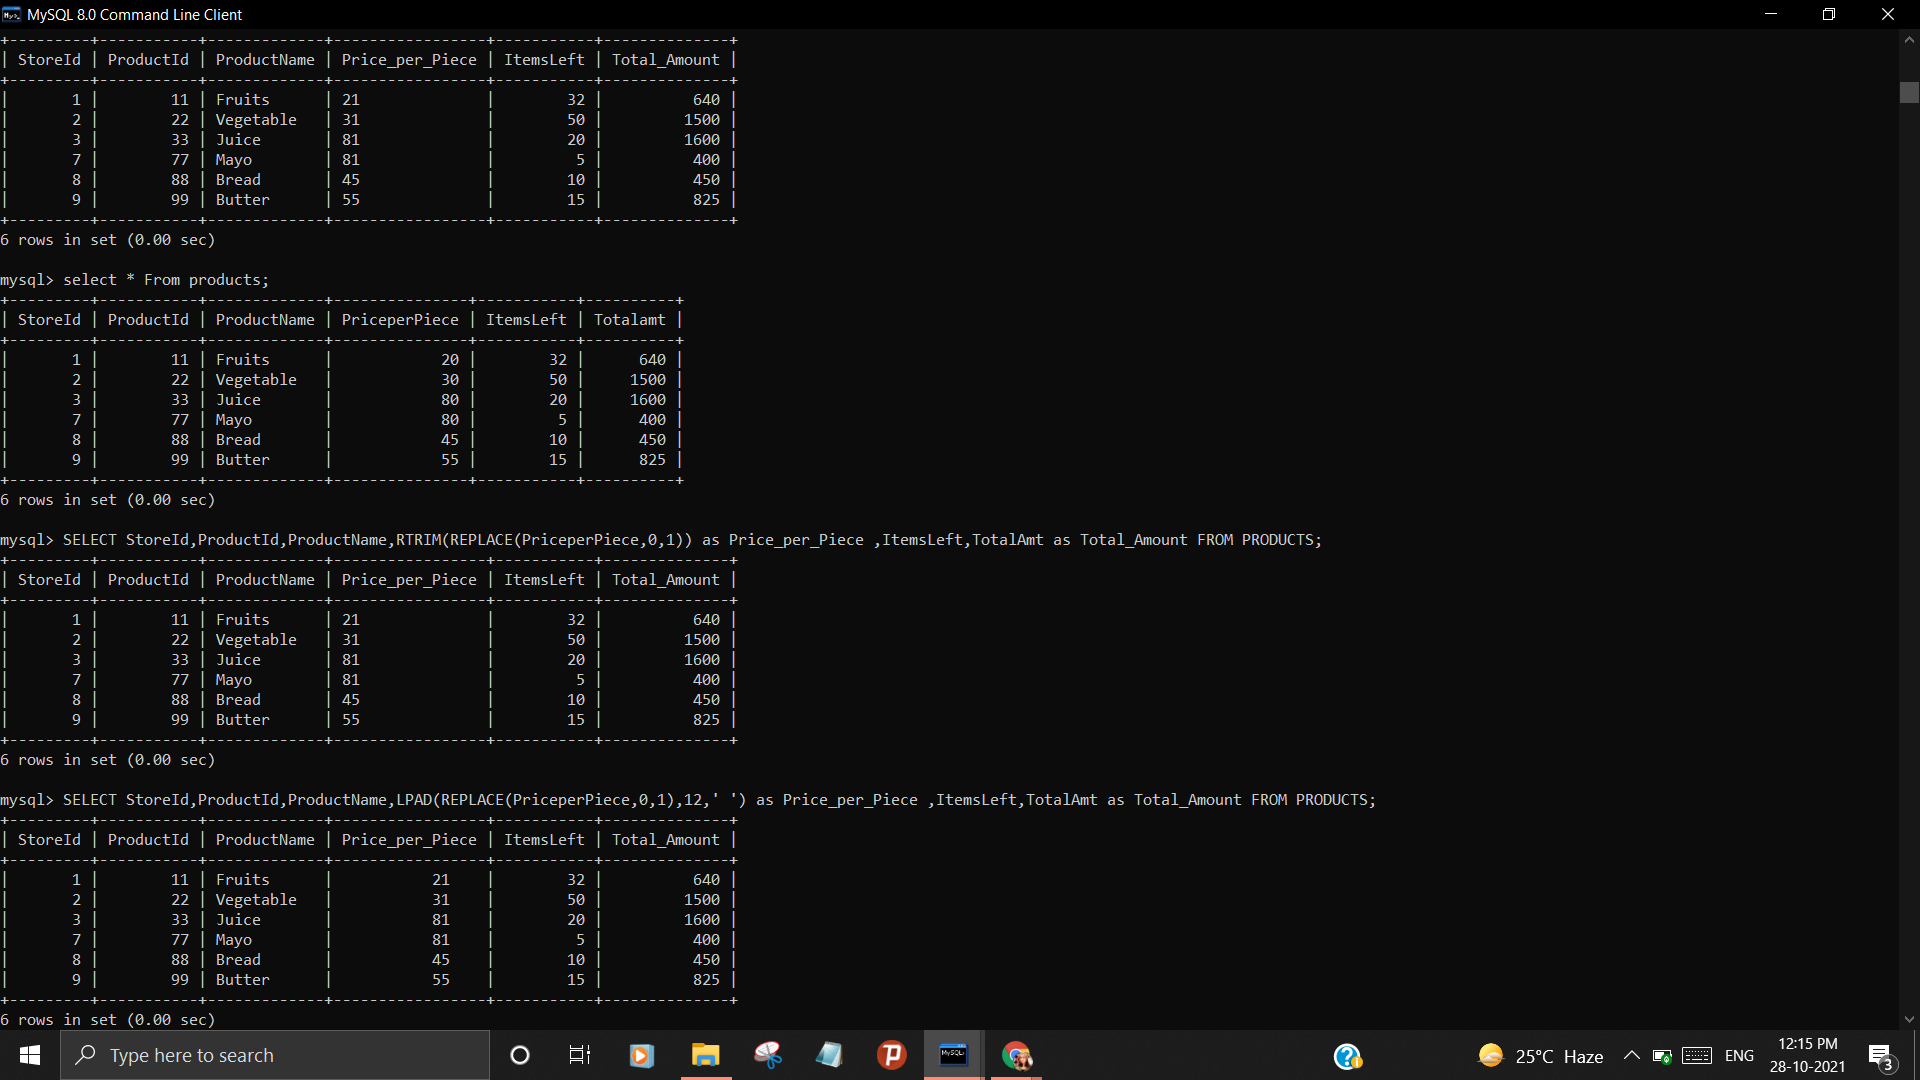 MySQL 8.0 Command Line Client
+---------+-----------+-------------+-----------------+-----------+--------------+
| StoreId | ProductId | ProductName | Price_per_Piece | ItemsLeft | Total_Amount |
+---------+-----------+-------------+-----------------+-----------+--------------+
|       1 |        11 | Fruits      | 21              |        32 |          640 |
|       2 |        22 | Vegetable   | 31              |        50 |         1500 |
|       3 |        33 | Juice       | 81              |        20 |         1600 |
|       7 |        77 | Mayo        | 81              |         5 |          400 |
|       8 |        88 | Bread       | 45              |        10 |          450 |
|       9 |        99 | Butter      | 55              |        15 |          825 |
+---------+-----------+-------------+-----------------+-----------+--------------+
6 rows in set (0.00 sec)
mysql> select * From products;
+---------+-----------+-------------+---------------+-----------+----------+
| StoreId | ProductId | ProductName | PriceperPiece | ItemsLeft | Totalamt |
+---------+-----------+-------------+---------------+-----------+----------+
|       1 |        11 | Fruits      |            20 |        32 |      640 |
|       2 |        22 | Vegetable   |            30 |        50 |     1500 |
|       3 |        33 | Juice       |            80 |        20 |     1600 |
|       7 |        77 | Mayo        |            80 |         5 |      400 |
|       8 |        88 | Bread       |            45 |        10 |      450 |
|       9 |        99 | Butter      |            55 |        15 |      825 |
+---------+-----------+-------------+---------------+-----------+----------+
6 rows in set (0.00 sec)
mysql> SELECT StoreId,ProductId,ProductName,RTRIM(REPLACE(PriceperPiece,0,1)) as Price_per_Piece ,ItemsLeft,TotalAmt as Total_Amount FROM PRODUCTS;
+---------+-----------+-------------+-----------------+-----------+--------------+
| StoreId | ProductId | ProductName | Price_per_Piece | ItemsLeft | Total_Amount |
+---------+-----------+-------------+-----------------+-----------+--------------+
|       1 |        11 | Fruits      | 21              |        32 |          640 |
|       2 |        22 | Vegetable   | 31              |        50 |         1500 |
|       3 |        33 | Juice       | 81              |        20 |         1600 |
|       7 |        77 | Mayo        | 81              |         5 |          400 |
|       8 |        88 | Bread       | 45              |        10 |          450 |
|       9 |        99 | Butter      | 55              |        15 |          825 |
+---------+-----------+-------------+-----------------+-----------+--------------+
6 rows in set (0.00 sec)
mysql> SELECT StoreId,ProductId,ProductName,LPAD(REPLACE(PriceperPiece,0,1),12,' ') as Price_per_Piece ,ItemsLeft,TotalAmt as Total_Amount FROM PRODUCTS;
+---------+-----------+-------------+-----------------+-----------+--------------+
| StoreId | ProductId | ProductName | Price_per_Piece | ItemsLeft | Total_Amount |
+---------+-----------+-------------+-----------------+-----------+--------------+
|       1 |        11 | Fruits      |           21    |        32 |          640 |
|       2 |        22 | Vegetable   |           31    |        50 |         1500 |
|       3 |        33 | Juice       |           81    |        20 |         1600 |
|       7 |        77 | Mayo        |           81    |         5 |          400 |
|       8 |        88 | Bread       |           45    |        10 |          450 |
|       9 |        99 | Butter      |           55    |        15 |          825 |
+---------+-----------+-------------+-----------------+-----------+--------------+
6 rows in set (0.00 sec)
Type here to search
25°C Haze
ENG
12:15 PM
28-10-2021
3